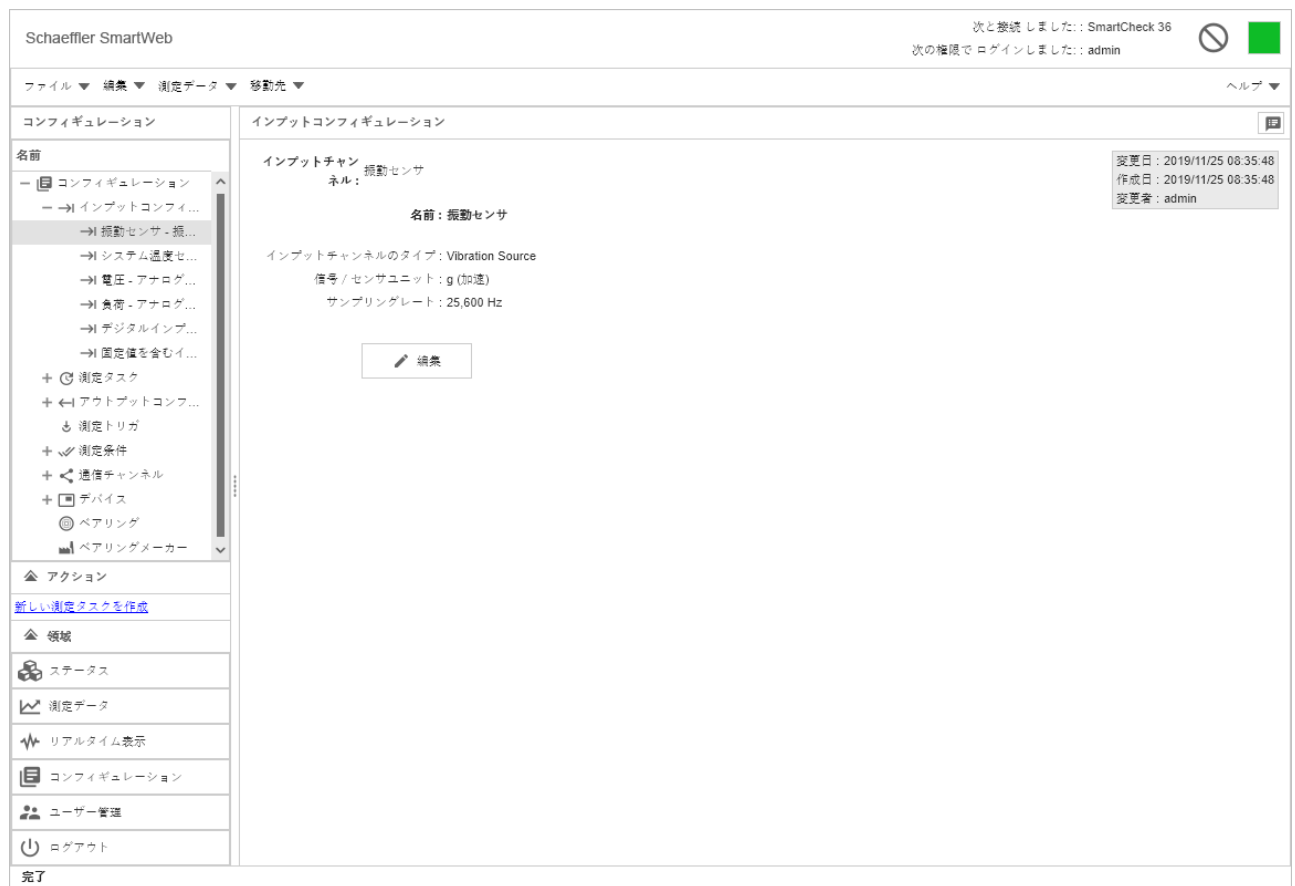 Schaeffler SmartWeb
次と接続 しました: : SmartCheck 36
次の権限で ログインしました: : admin
ファイル 編集 測定データ 移動先 ヘルプ
コンフィギュレーション
名前
コンフィギュレーション
インプットコンフィ...
振動センサ - 振...
システム温度セ...
電圧 - アナログ...
負荷 - アナログ...
デジタルインプ...
固定値を含むイ...
測定タスク
アウトプットコンフ...
測定トリガ
測定条件
通信チャンネル
デバイス
ベアリング
ベアリングメーカー
アクション
新しい測定タスクを作成
領域
ステータス
測定データ
リアルタイム表示
コンフィギュレーション
ユーザー管理
ログアウト
インプットコンフィギュレーション
インプットチャン
ネル : 振動センサ
名前 : 振動センサ
インプットチャンネルのタイプ : Vibration Source
信号 / センサユニット : g (加速)
サンプリングレート : 25,600 Hz
編集
変更日 : 2019/11/25 08:35:48
作成日 : 2019/11/25 08:35:48
変更者 : admin
完了